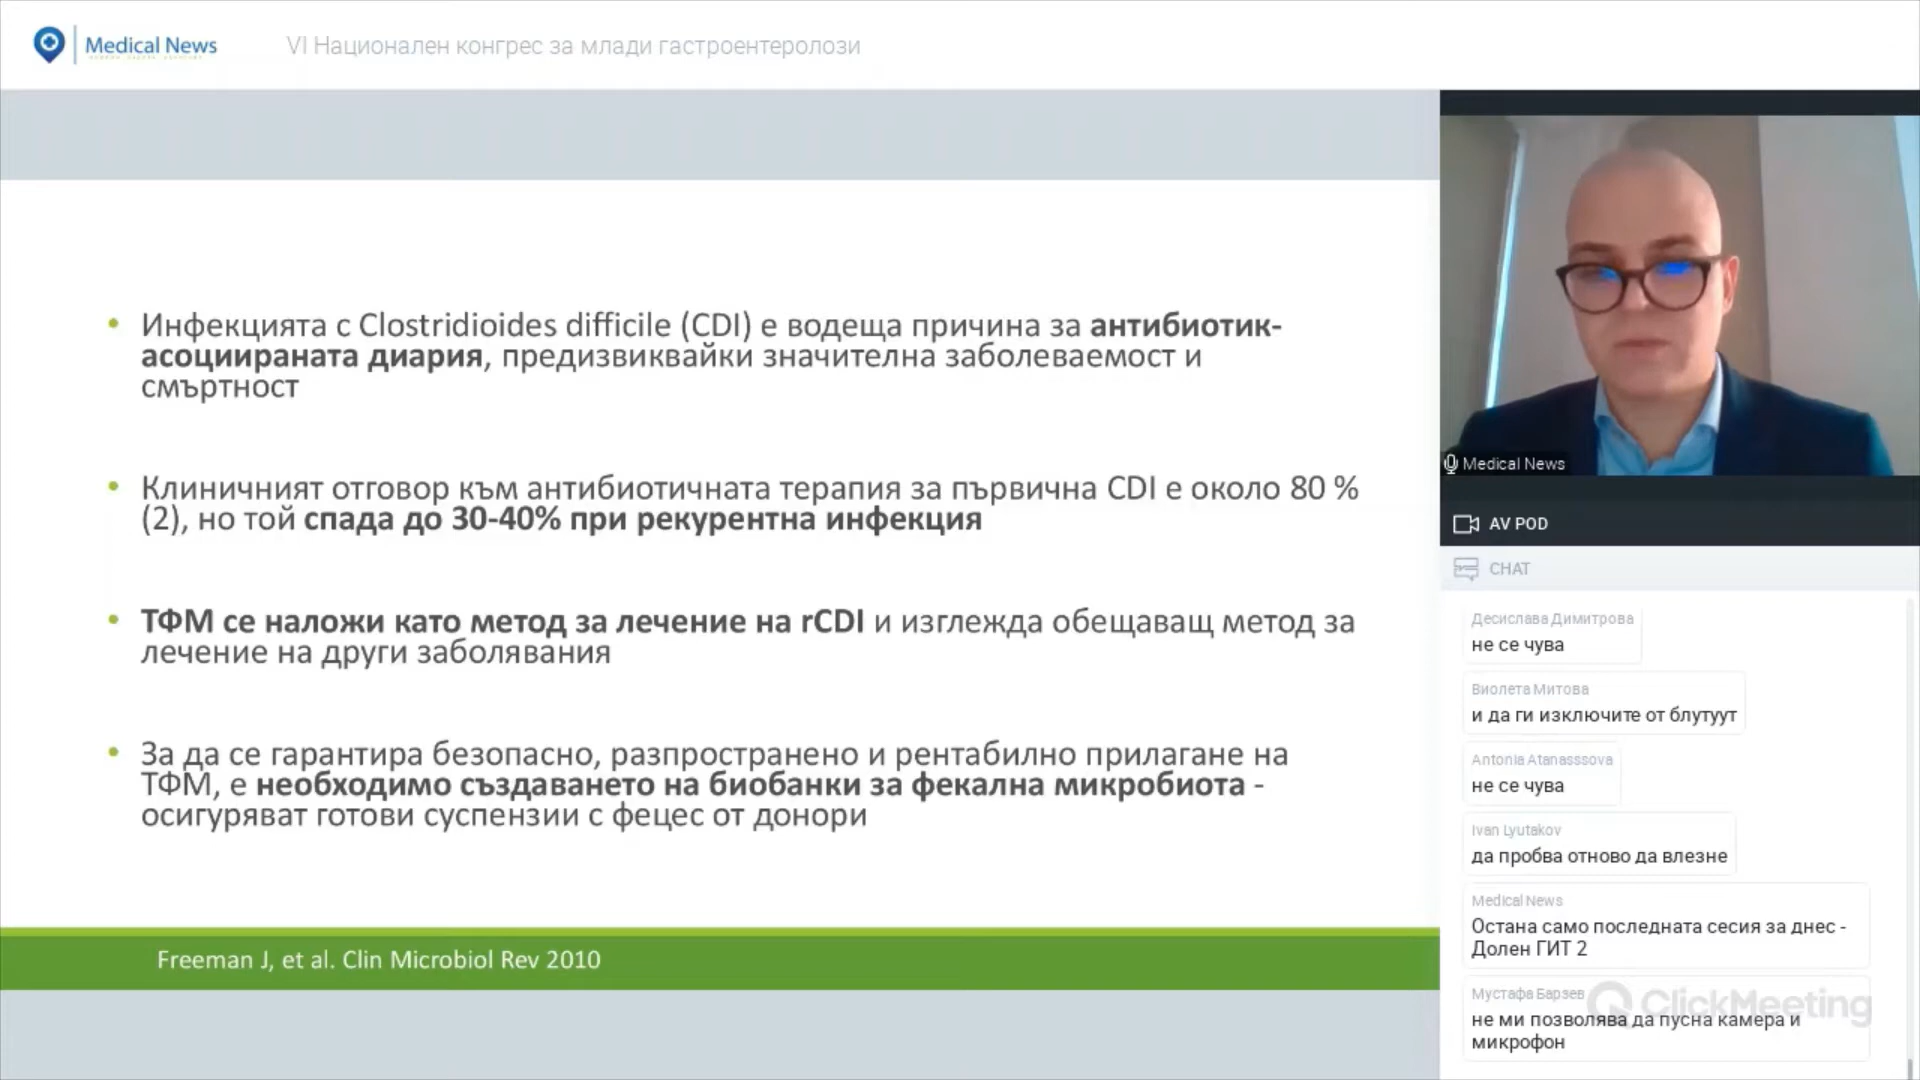 Medical News
VI Национален конгрес за млади гастроентеролози
• Инфекцията с Clostridioides difficile (CDI) е водеща причина за антибиотик-
асоциираната диария, предизвиквайки значителна заболеваемост и
смъртност
• Клиничният отговор към антибиотичната терапия за първична CDI е около 80 %
(2), но той спада до 30-40% при рекурентна инфекция
• ТФМ се наложи като метод за лечение на rCDI и изглежда обещаващ метод за
лечение на други заболявания
• За да се гарантира безопасно, разпространено и рентабилно прилагане на
ТФМ, е необходимо създаването на биобанки за фекална микробиота -
осигуряват готови суспензии с фецес от донори
Freeman J, et al. Clin Microbiol Rev 2010
Medical News
AV POD
CHAT
Десислава Димитрова
не се чува
Виолета Митова
и да ги изключите от блутуут
Antonia Atanasssova
не се чува
Ivan Lyutakov
да пробва отново да влезне
Medical News
Остана само последната сесия за днес -
Долен ГИТ 2
Мустафа Барзев
не ми позволява да пусна камера и
микрофон
ClickMeeting